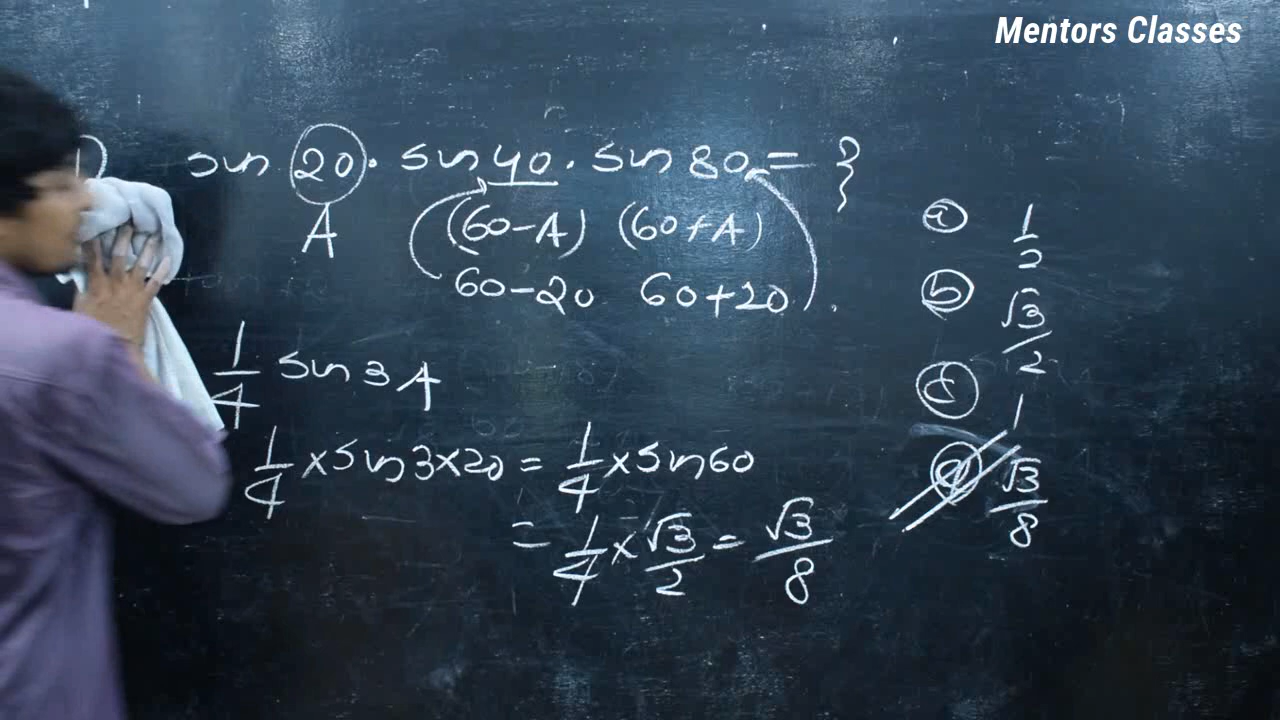 Mentors Classes
sin 20 . sin 40 . sin 80 = ?
A (60-A) (60+A)
60-20 60+20
1/4 sin 3A
1/4 × sin 3×20 = 1/4 × sin 60
= 1/4 × √3/2 = √3/8
(a) 1/2
(b) √3/2
1
√3/8